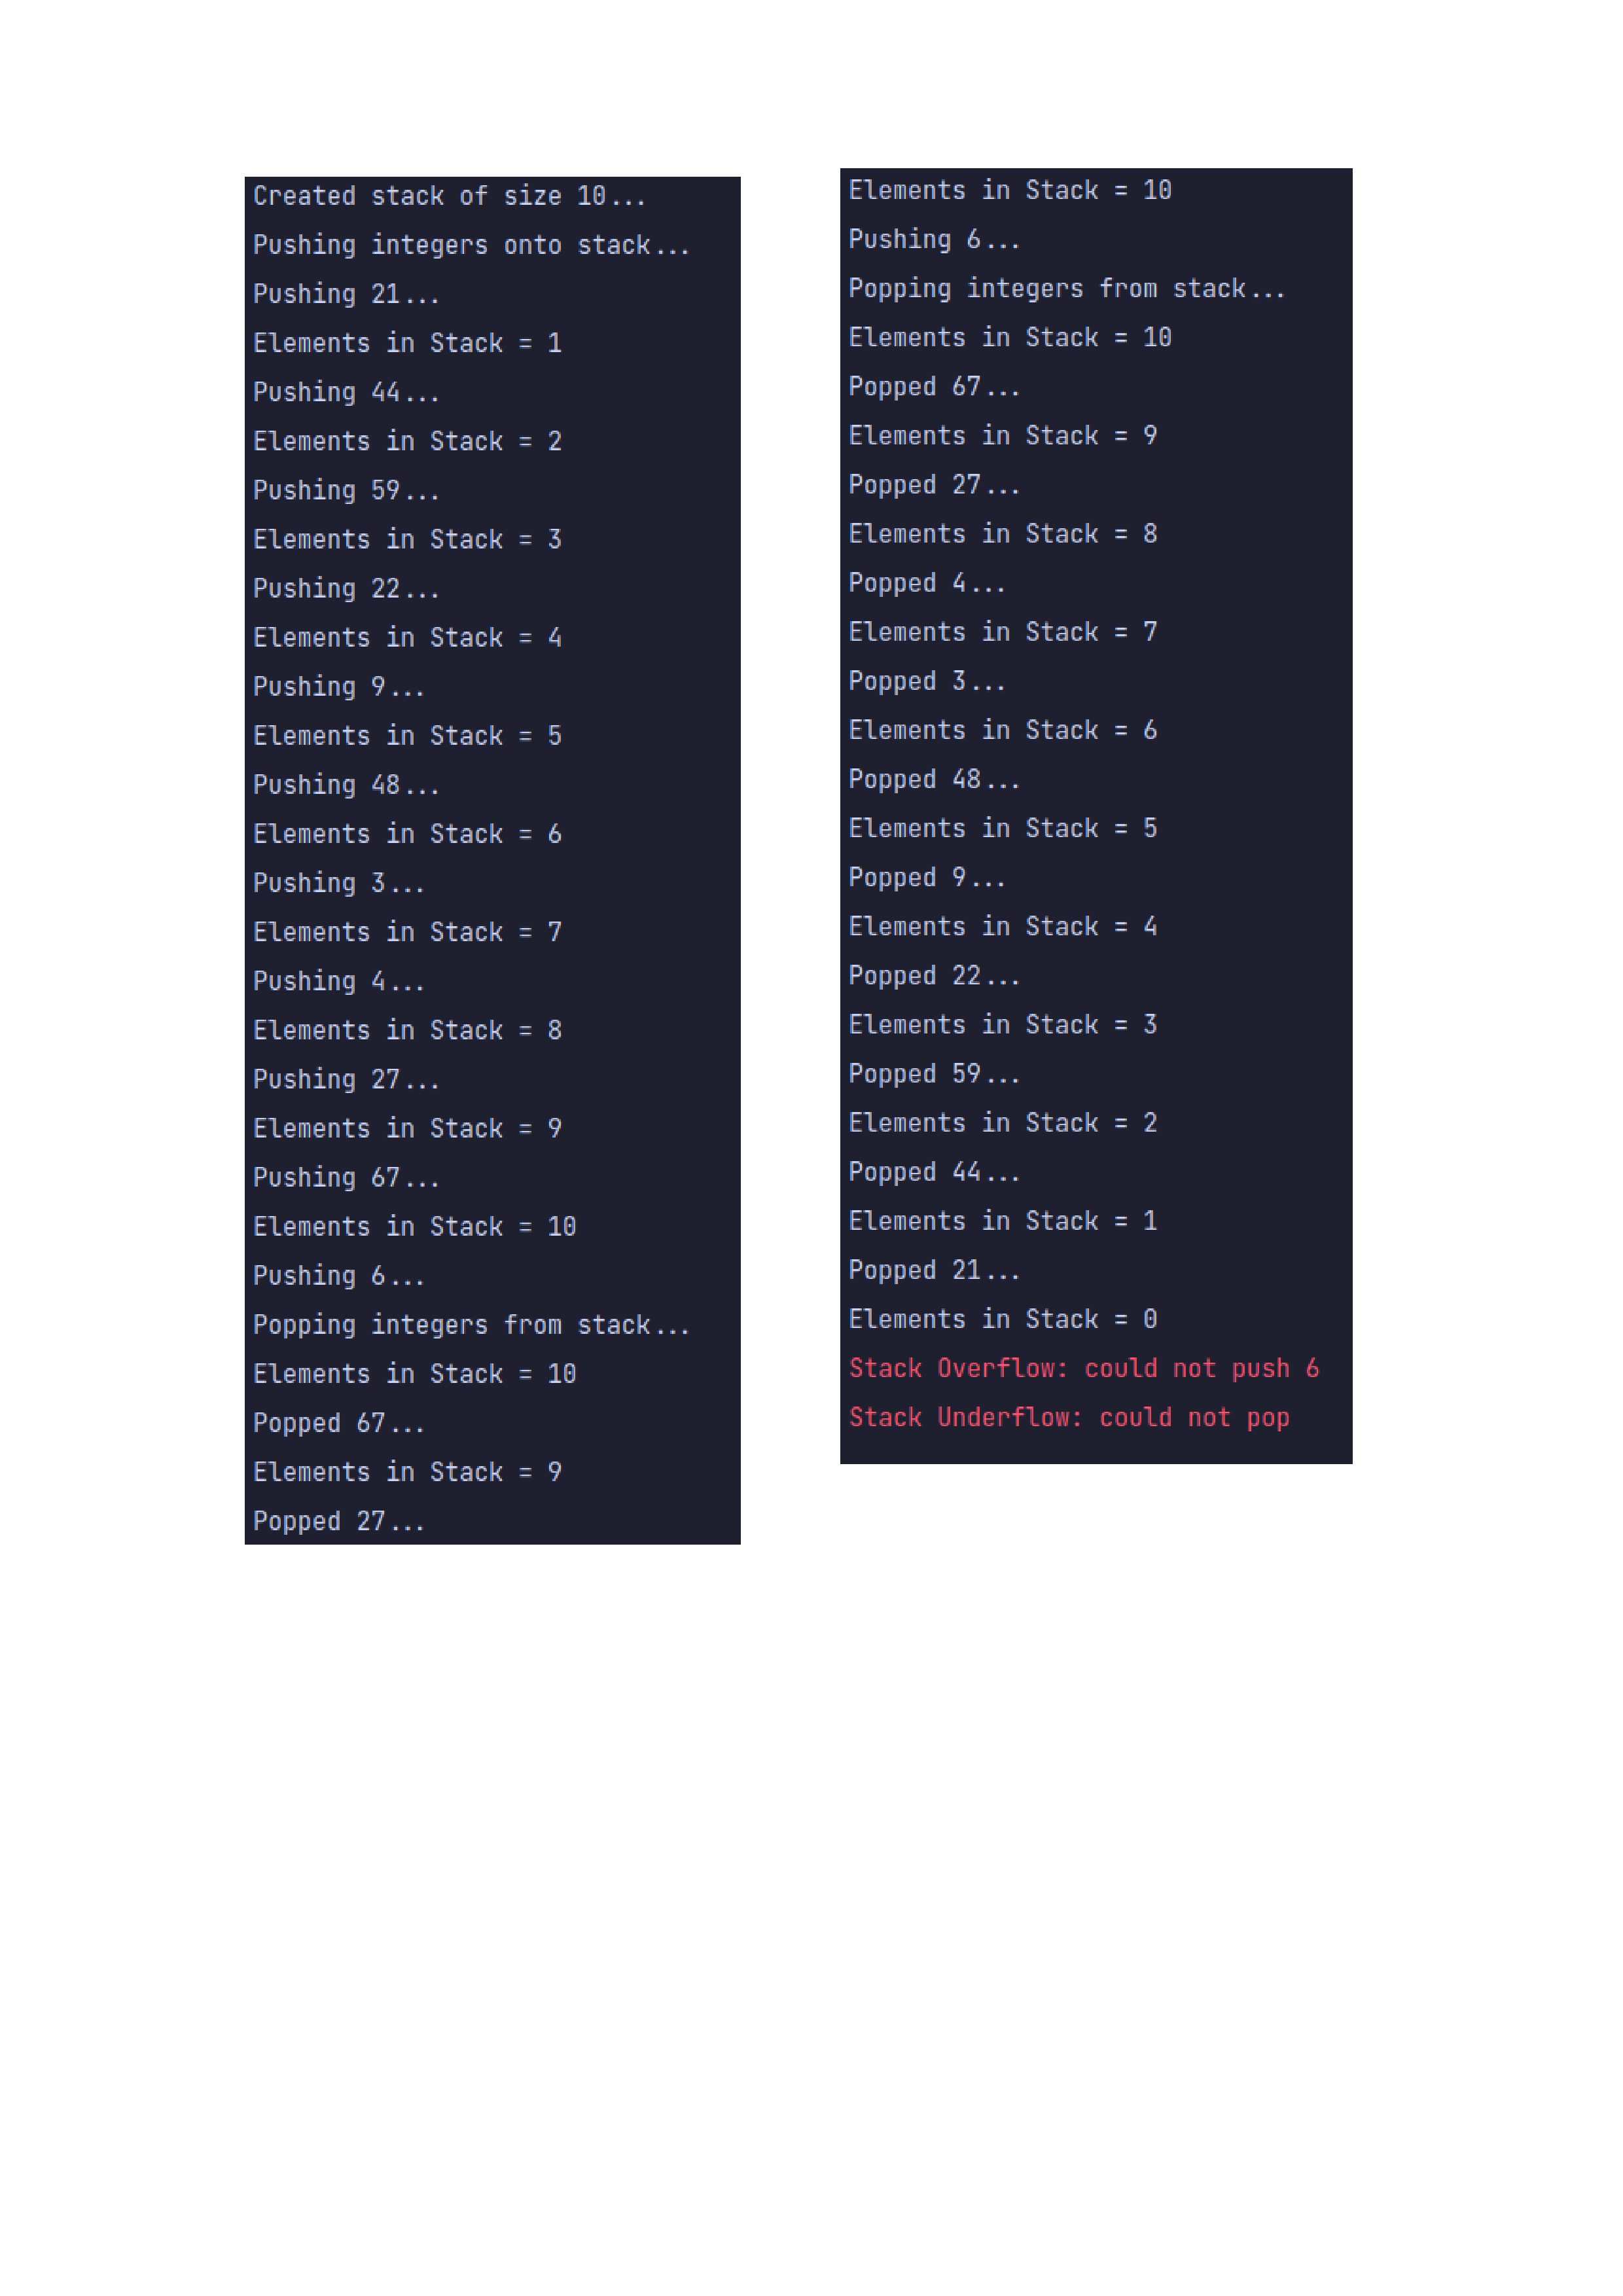 Created stack of size 10...
Pushing integers onto stack...
Pushing 21...
Elements in Stack = 1
Pushing 44...
Elements in Stack = 2
Pushing 59...
Elements in Stack = 3
Pushing 22...
Elements in Stack = 4
Pushing 9...
Elements in Stack = 5
Pushing 48...
Elements in Stack = 6
Pushing 3...
Elements in Stack = 7
Pushing 4...
Elements in Stack = 8
Pushing 27...
Elements in Stack = 9
Pushing 67...
Elements in Stack = 10
Pushing 6...
Popping integers from stack...
Elements in Stack = 10
Popped 67...
Elements in Stack = 9
Popped 27...
Elements in Stack = 10
Pushing 6...
Popping integers from stack...
Elements in Stack = 10
Popped 67...
Elements in Stack = 9
Popped 27...
Elements in Stack = 8
Popped 4...
Elements in Stack = 7
Popped 3...
Elements in Stack = 6
Popped 48...
Elements in Stack = 5
Popped 9...
Elements in Stack = 4
Popped 22...
Elements in Stack = 3
Popped 59...
Elements in Stack = 2
Popped 44...
Elements in Stack = 1
Popped 21...
Elements in Stack = 0
Stack Overflow: could not push 6
Stack Underflow: could not pop